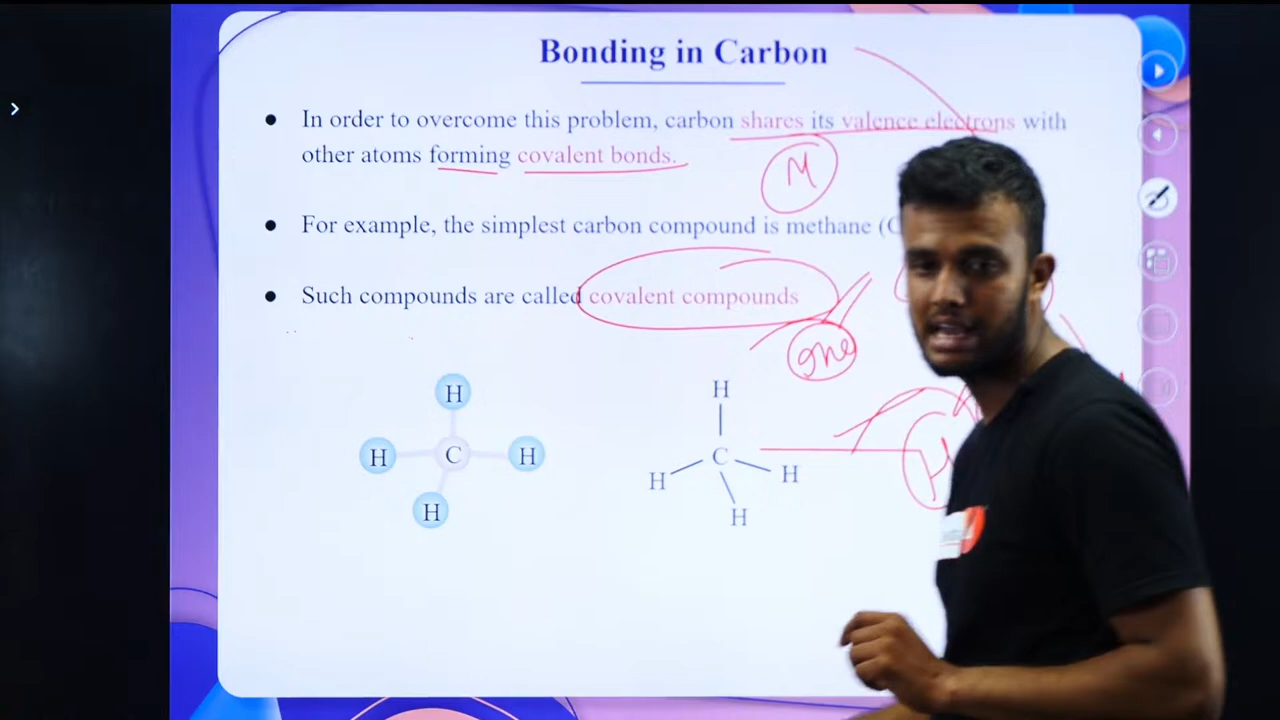 Bonding in Carbon
● In order to overcome this problem, carbon shares its valence electrons with
other atoms forming covalent bonds.
M
● For example, the simplest carbon compound is methane (C
● Such compounds are called covalent compounds
H
H C H
H
H
C
H H
H
H